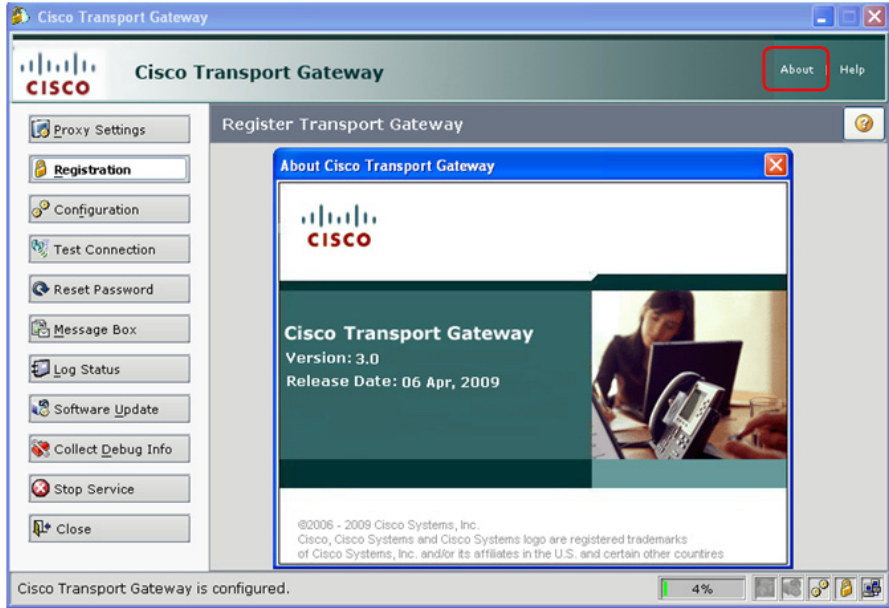 Cisco Transport Gateway
CISCO
Cisco Transport Gateway
About | Help
Proxy Settings
Registration
Configuration
Test Connection
Reset Password
Message Box
Log Status
Software Update
Collect Debug Info
Stop Service
Close
Register Transport Gateway
About Cisco Transport Gateway
CISCO
Cisco Transport Gateway
Version: 3.0
Release Date: 06 Apr, 2009
©2006 - 2009 Cisco Systems, Inc.
Cisco, Cisco Systems and Cisco Systems logo are registered trademarks
of Cisco Systems, Inc. and/or its affiliates in the U.S. and certain other countires
Cisco Transport Gateway is configured.
4%